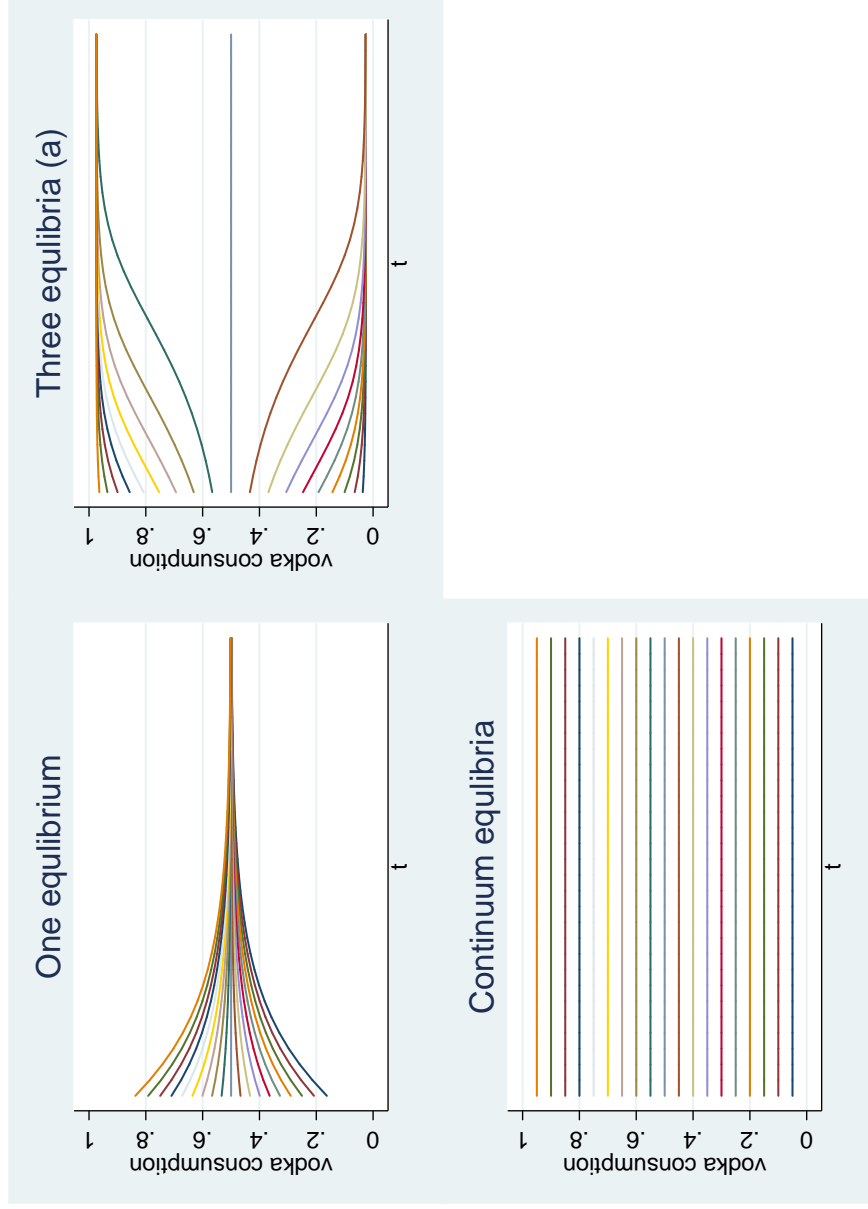 One equlibrium
vodka consumption
0
.2
.4
.6
.8
1
t
Three equlibria (a)
vodka consumption
0
.2
.4
.6
.8
1
t
Continuum equlibria
vodka consumption
0
.2
.4
.6
.8
1
t